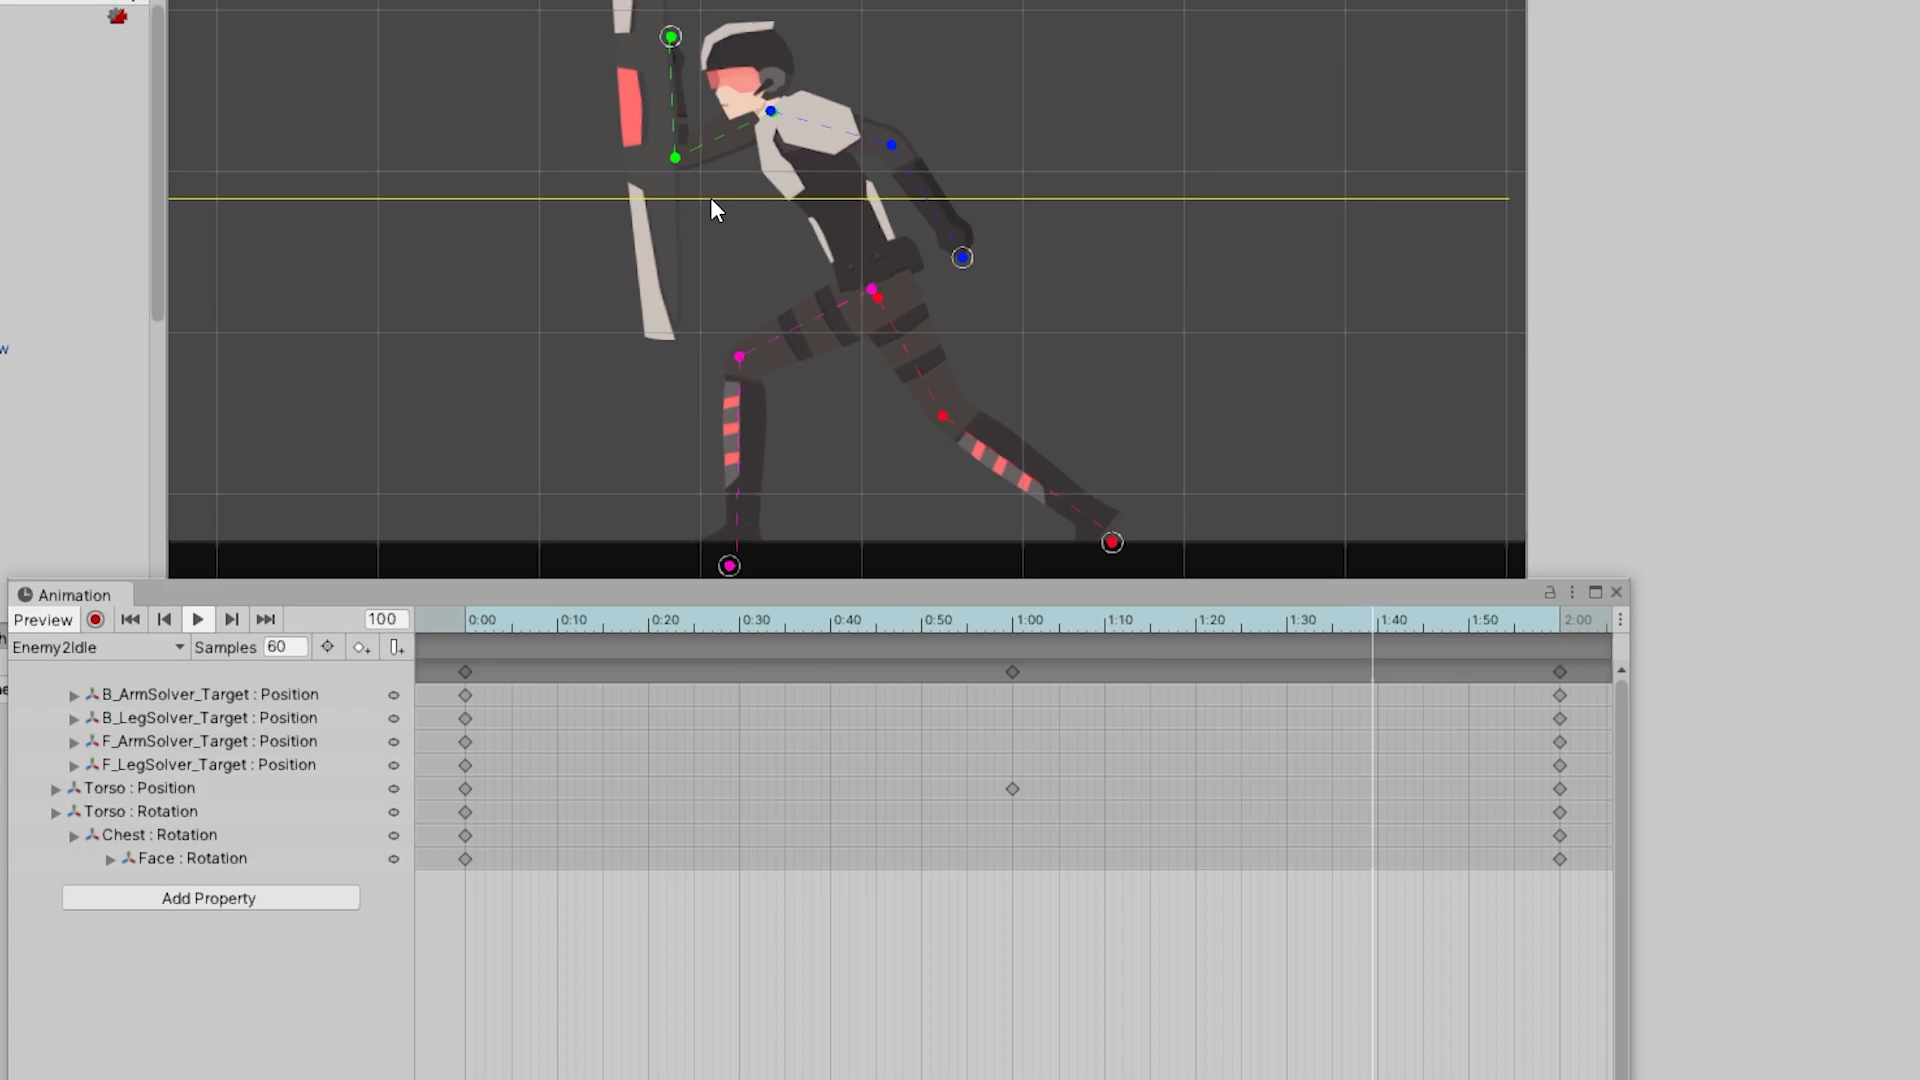 w
Animation
Preview 100 0:00 0:10 0:20 0:30 0:40 0:50 1:00 1:10 1:20 1:30 1:40 1:50 2:00
Enemy2Idle Samples 60
B_ArmSolver_Target : Position
B_LegSolver_Target : Position
F_ArmSolver_Target : Position
F_LegSolver_Target : Position
Torso : Position
Torso : Rotation
Chest : Rotation
Face : Rotation
Add Property